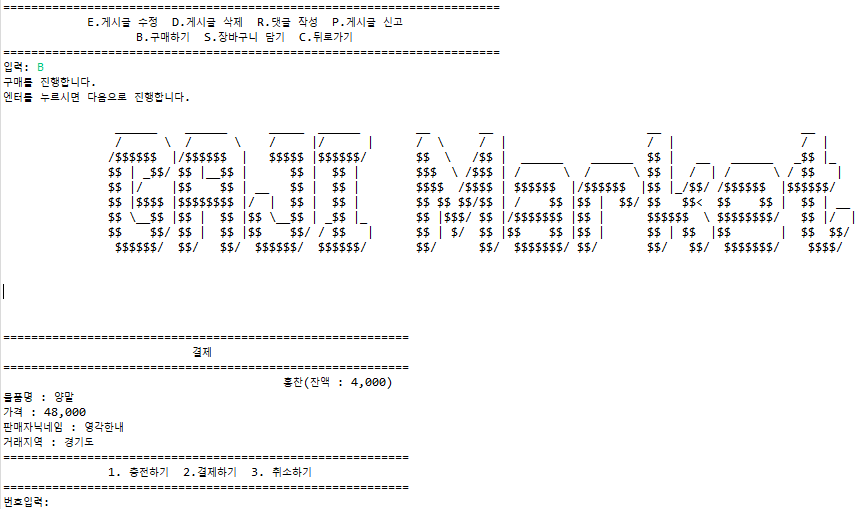 E.게시글 수정 D.게시글 삭제 R.댓글 작성 P.게시글 신고
B.구매하기 S.장바구니 담기 C.뒤로가기
입력: B
구매를 진행합니다.
엔터를 누르시면 다음으로 진행합니다.
GAJI Market
결제
홍찬(잔액 : 4,000)
물품명 : 양말
가격 : 48,000
판매자닉네임 : 영각한내
거래지역 : 경기도
1. 충전하기 2.결제하기 3. 취소하기
번호입력: